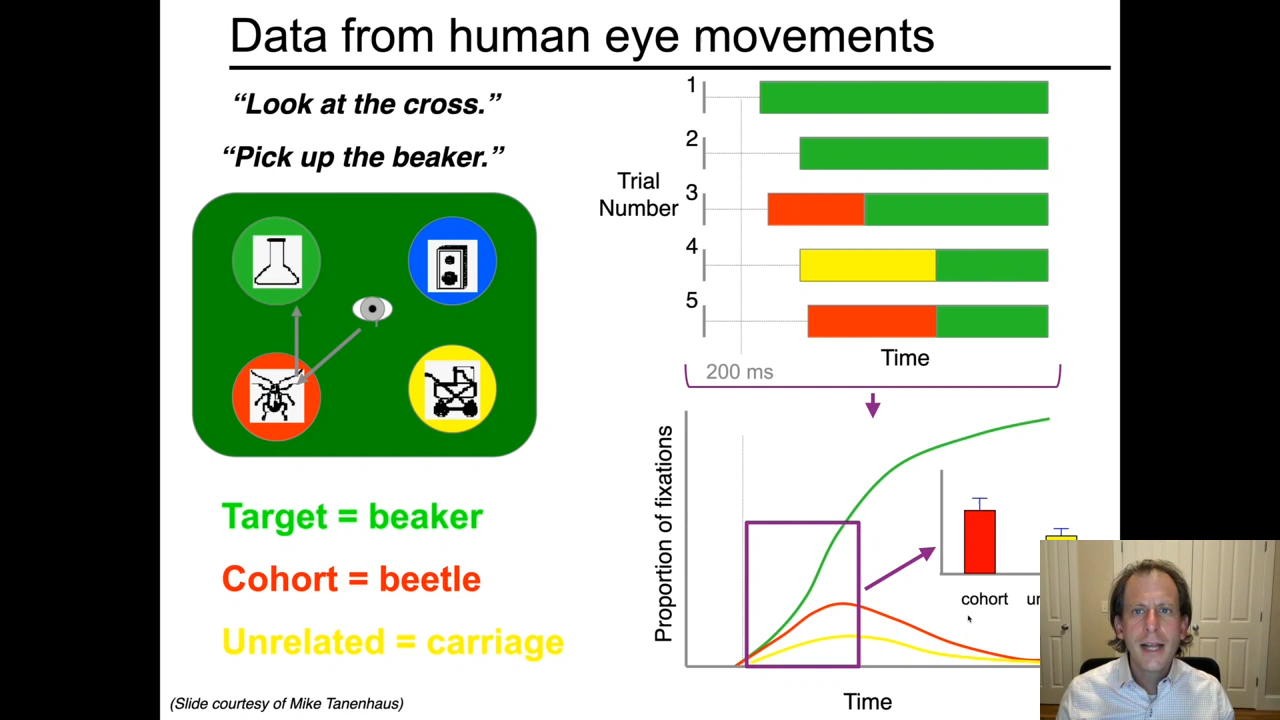 Data from human eye movements
“Look at the cross.”
“Pick up the beaker.”
Target = beaker
Cohort = beetle
Unrelated = carriage
(Slide courtesy of Mike Tanenhaus)
Trial
Number
1
2
3
4
5
Time
200 ms
Proportion of fixations
cohort
Time